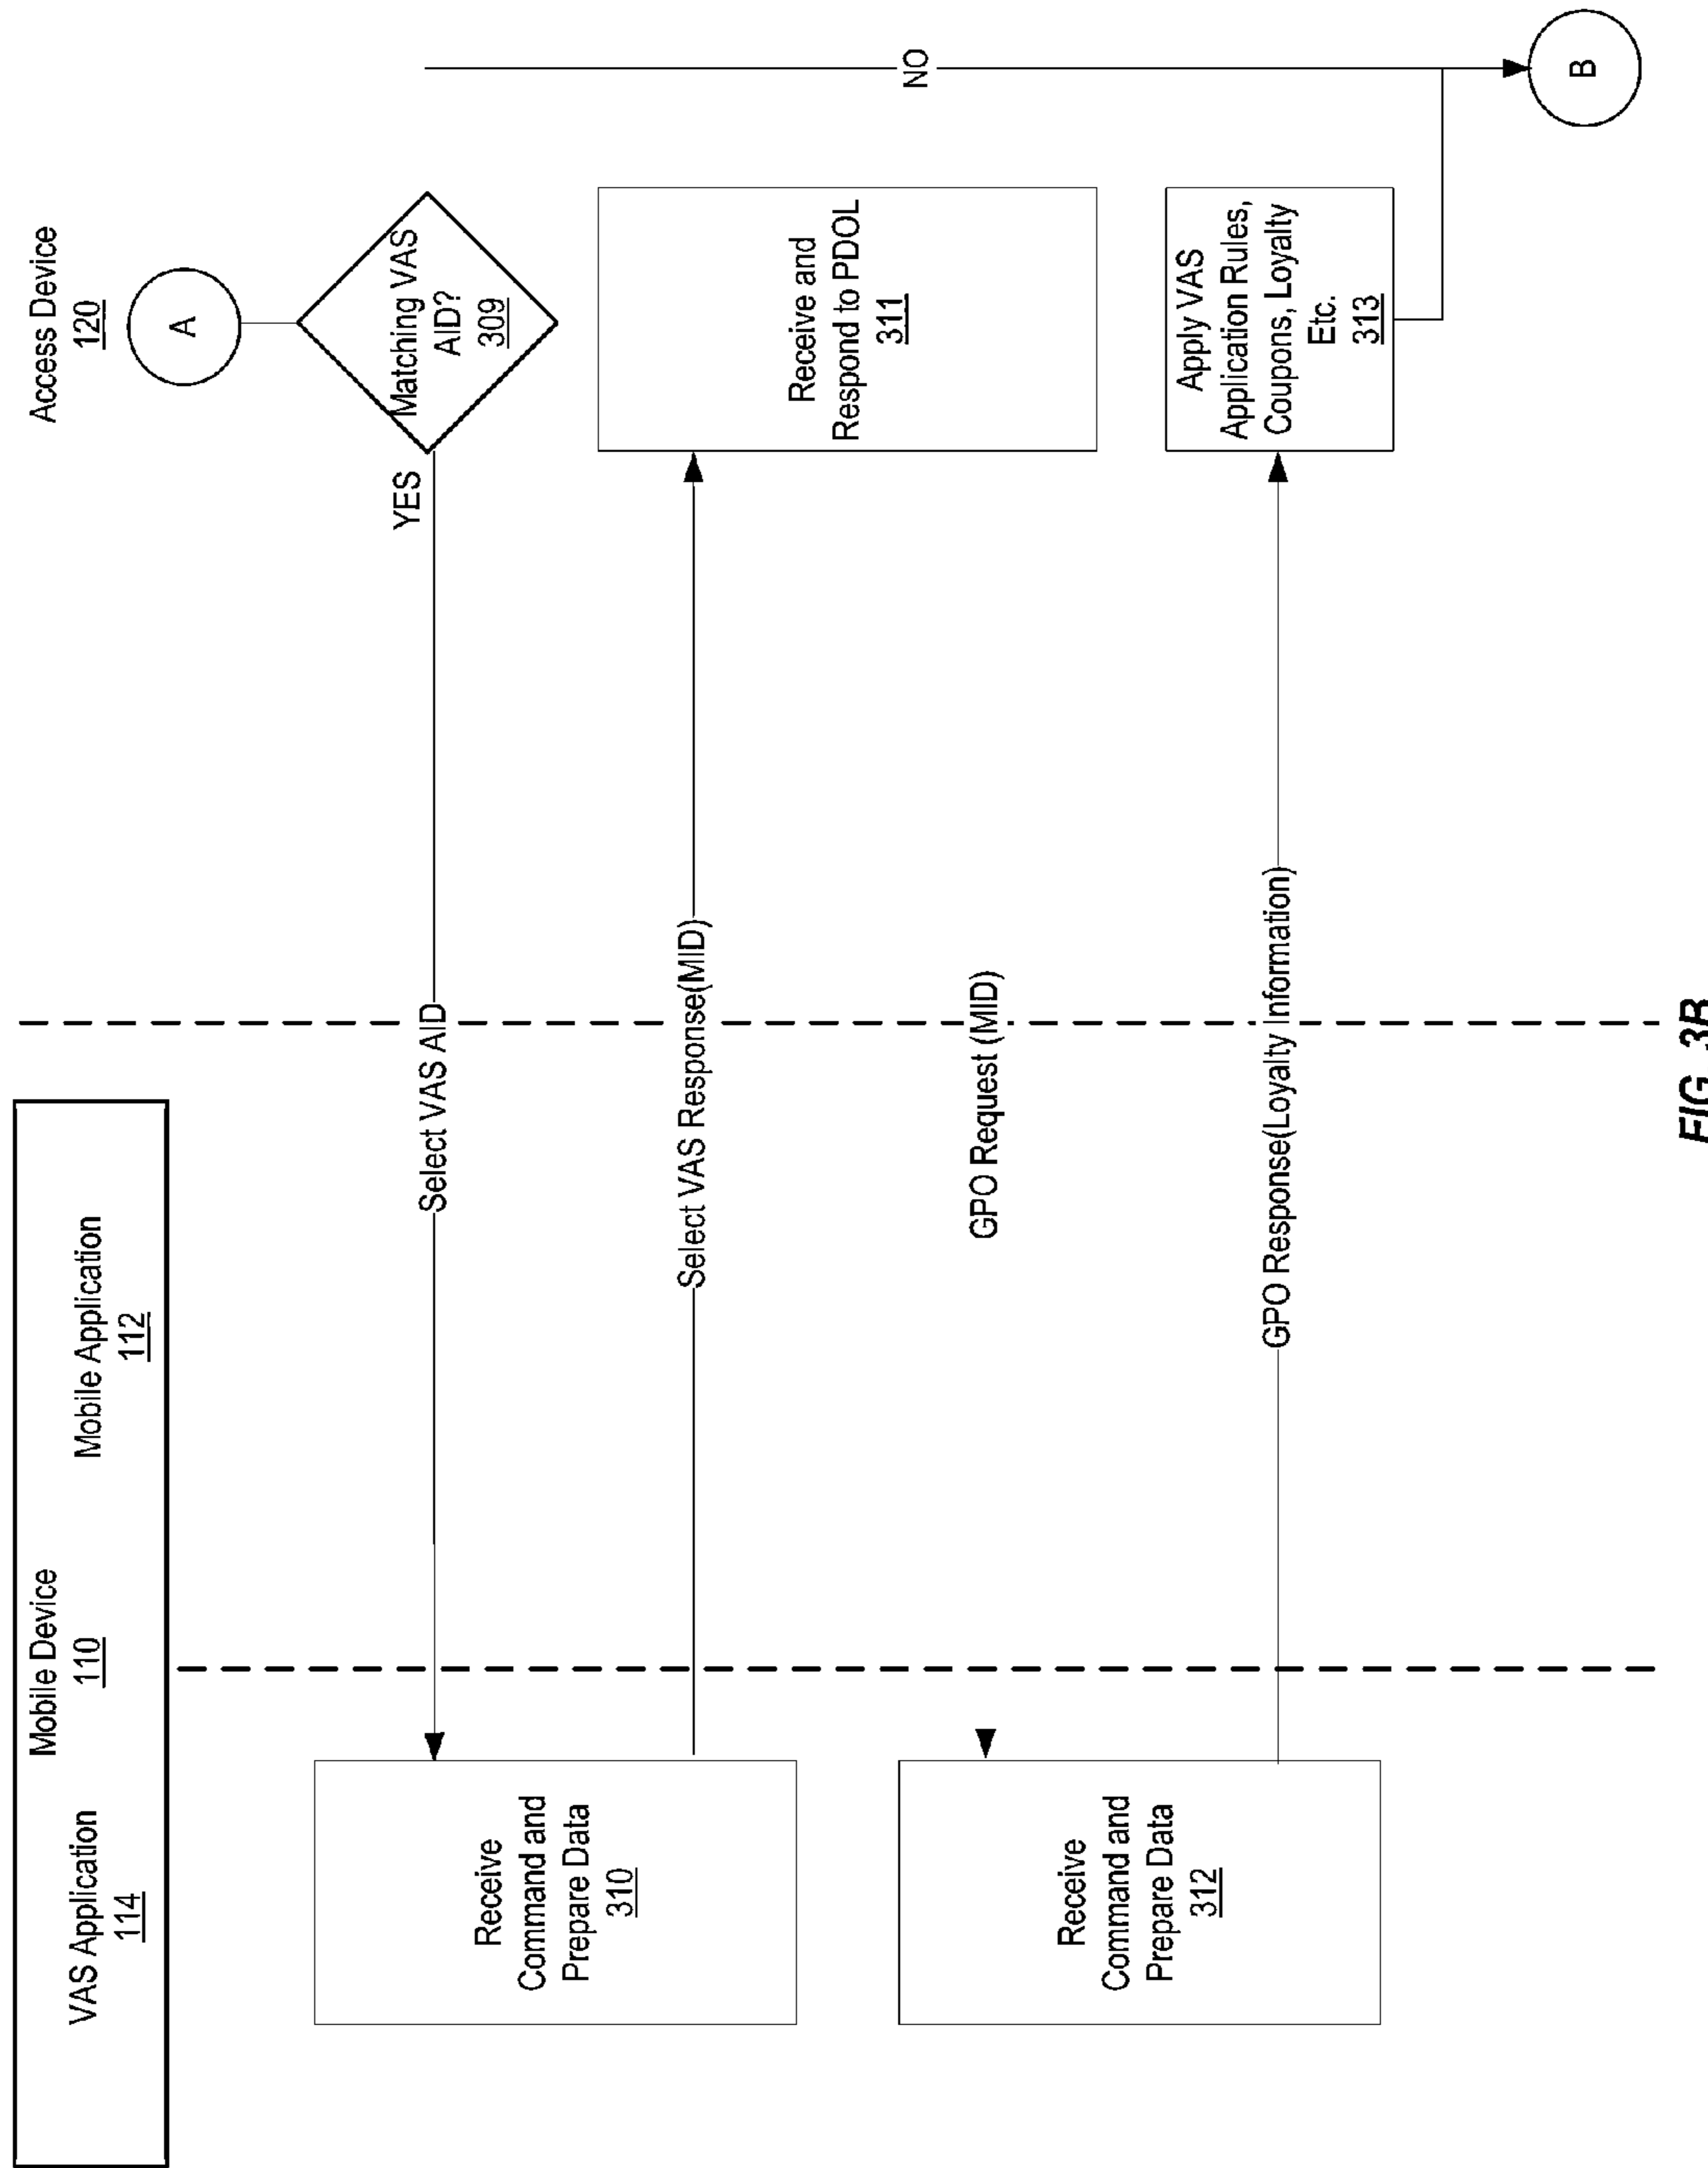 Mobile Device
110
VAS Application
114
Mobile Application
112
Access Device
120
A
Matching VAS
AID?
309
YES
NO
Select VAS AID
Receive
Command and
Prepare Data
310
Select VAS Response(MID)
Receive and
Respond to PDOL
311
GPO Request (MID)
Receive
Command and
Prepare Data
312
GPO Response(Loyalty Information)
Apply VAS
Application Rules,
Coupons, Loyalty
Etc.
313
B
FIG. 3B